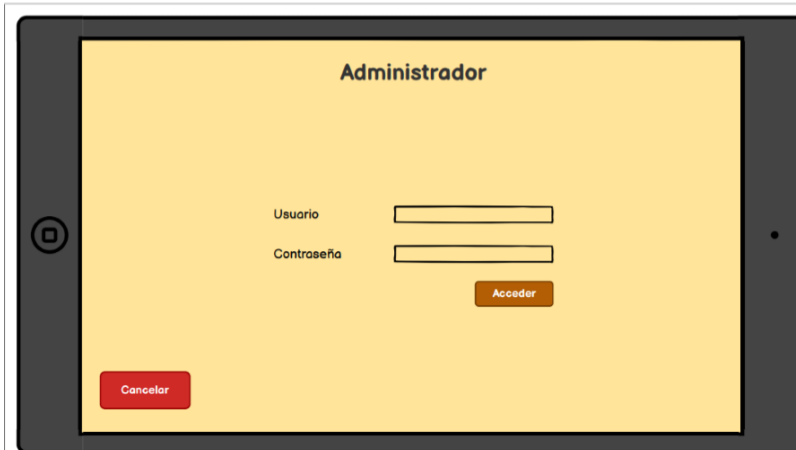 Administrador
Usuario
Contraseña
Acceder
Cancelar